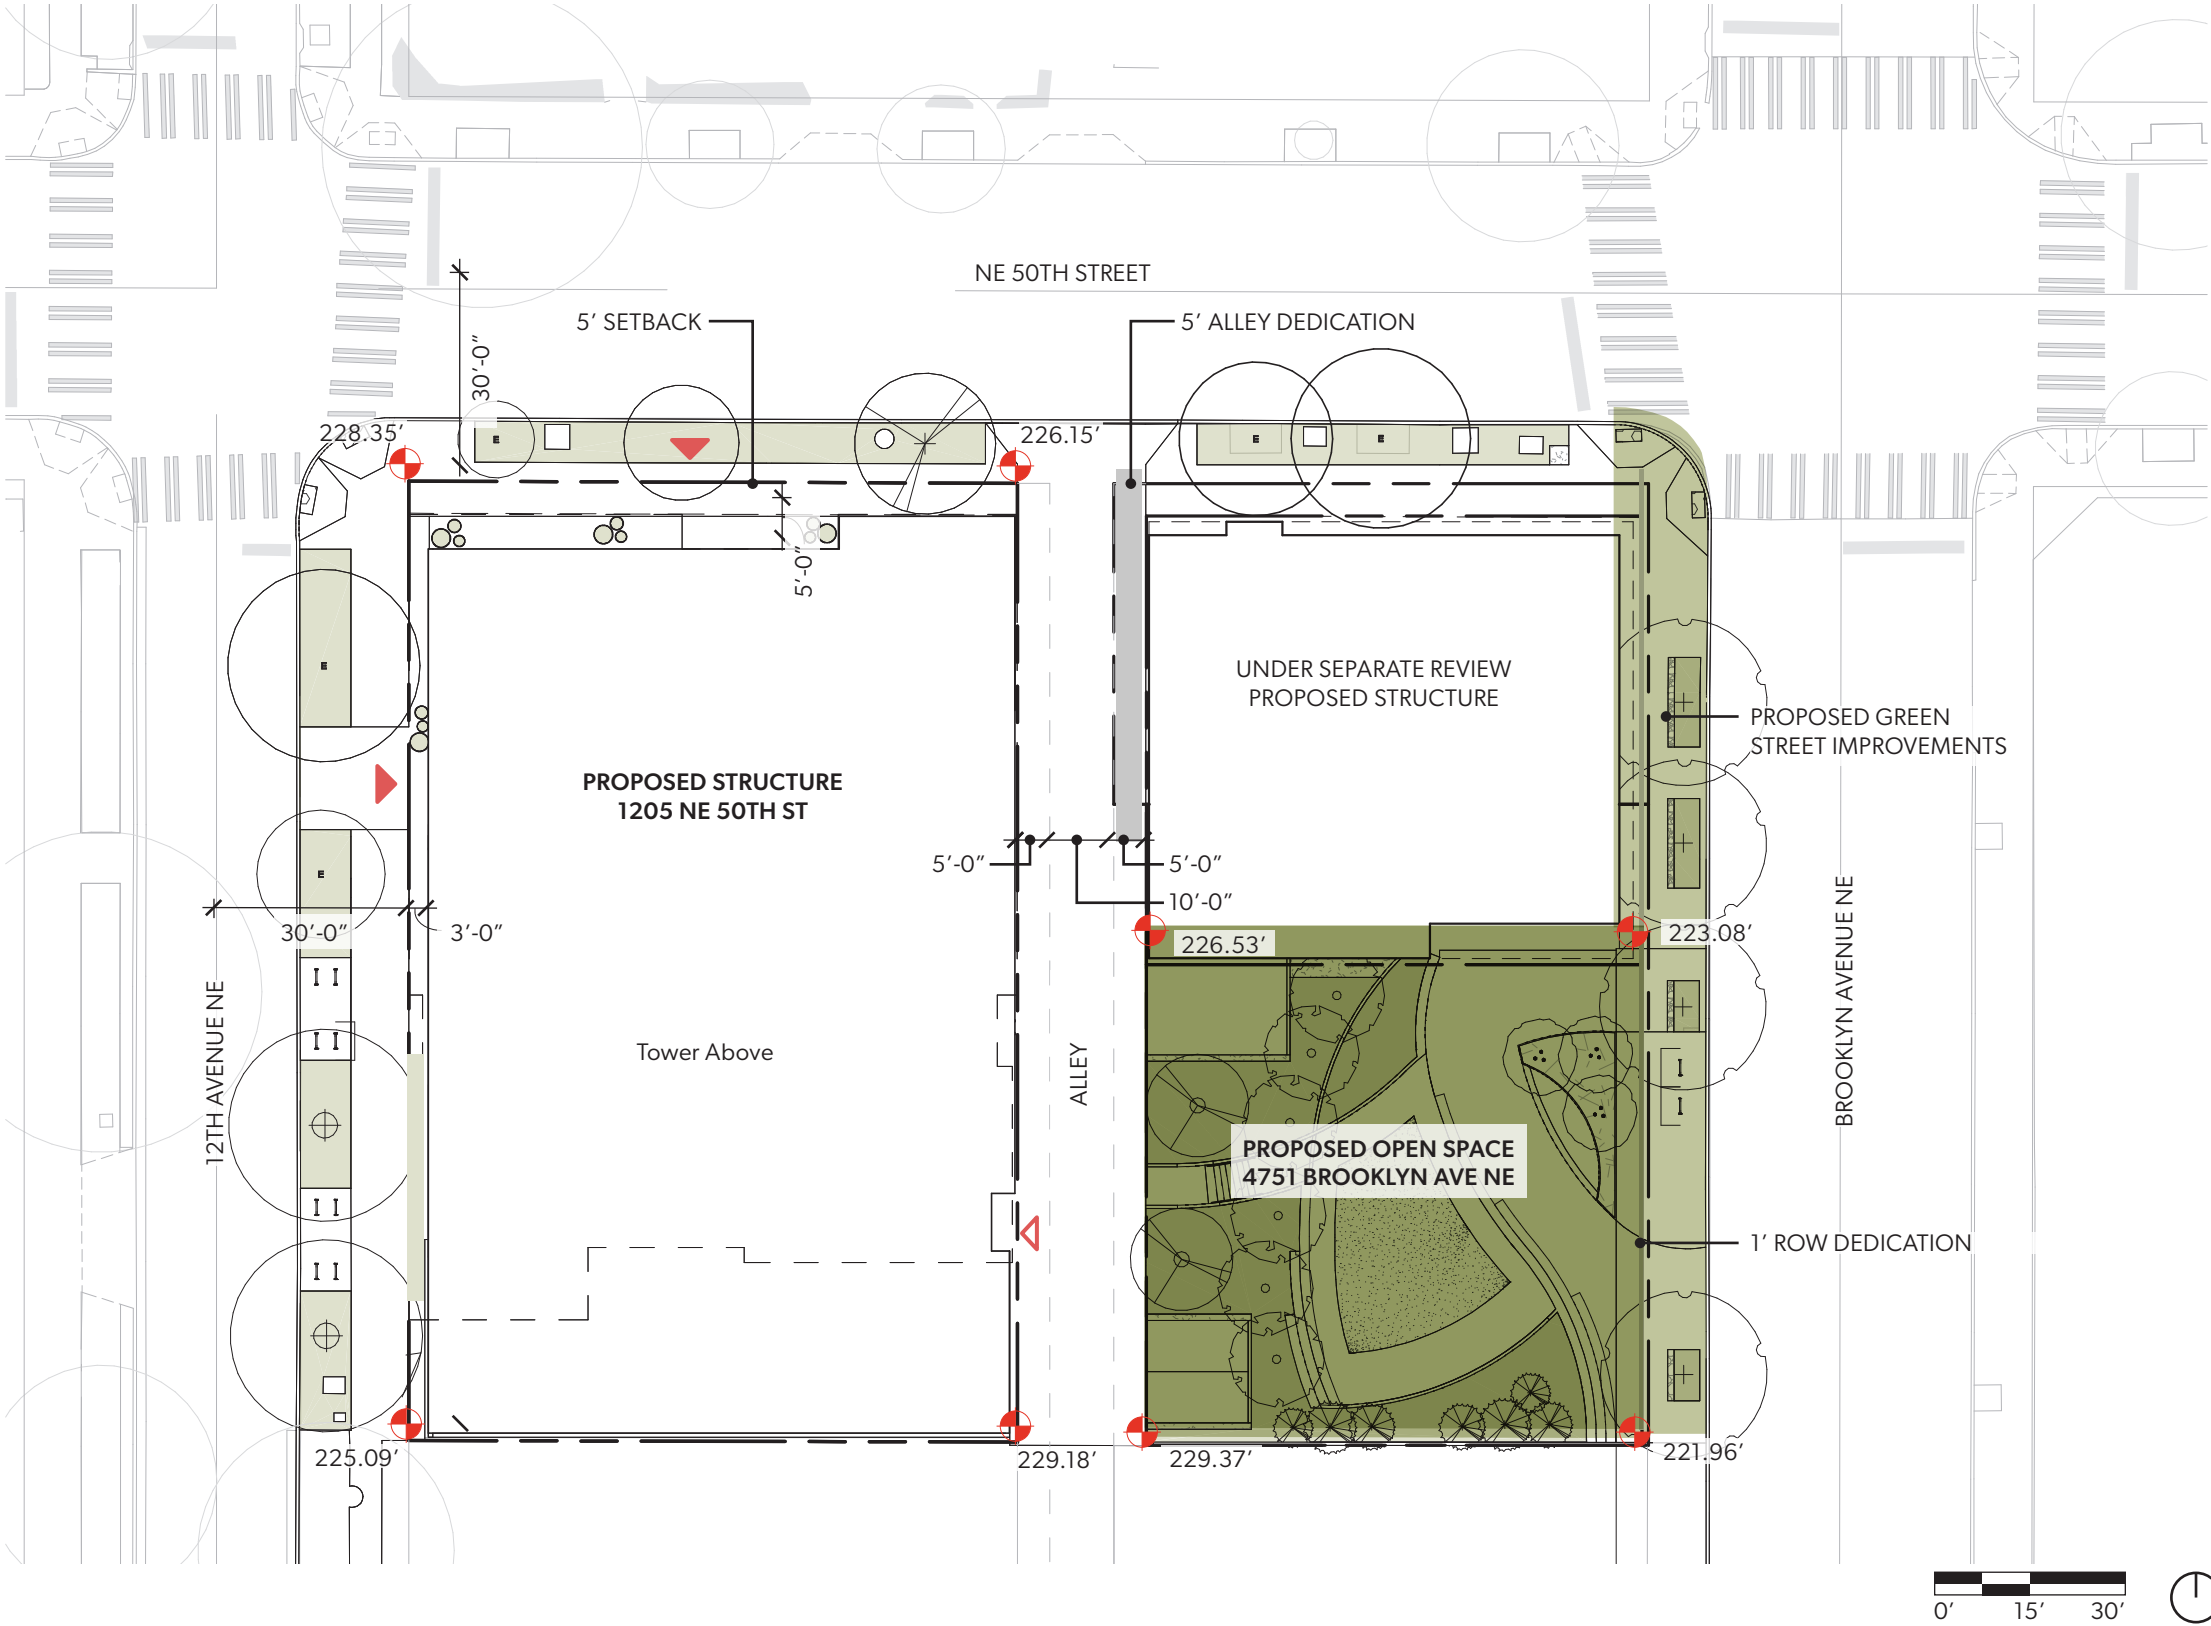 NE 50TH STREET
5’ SETBACK
5’ ALLEY DEDICATION
30’-0”
228.35’
226.15’
5’-0”
UNDER SEPARATE REVIEW
PROPOSED STRUCTURE
PROPOSED GREEN
STREET IMPROVEMENTS
PROPOSED STRUCTURE
1205 NE 50TH ST
5’-0”
5’-0”
10’-0”
30’-0”
3’-0”
226.53’
223.08’
12TH AVENUE NE
Tower Above
ALLEY
BROOKLYN AVENUE NE
PROPOSED OPEN SPACE
4751 BROOKLYN AVE NE
1’ ROW DEDICATION
225.09’
229.18’
229.37’
221.96’
0’ 15’ 30’